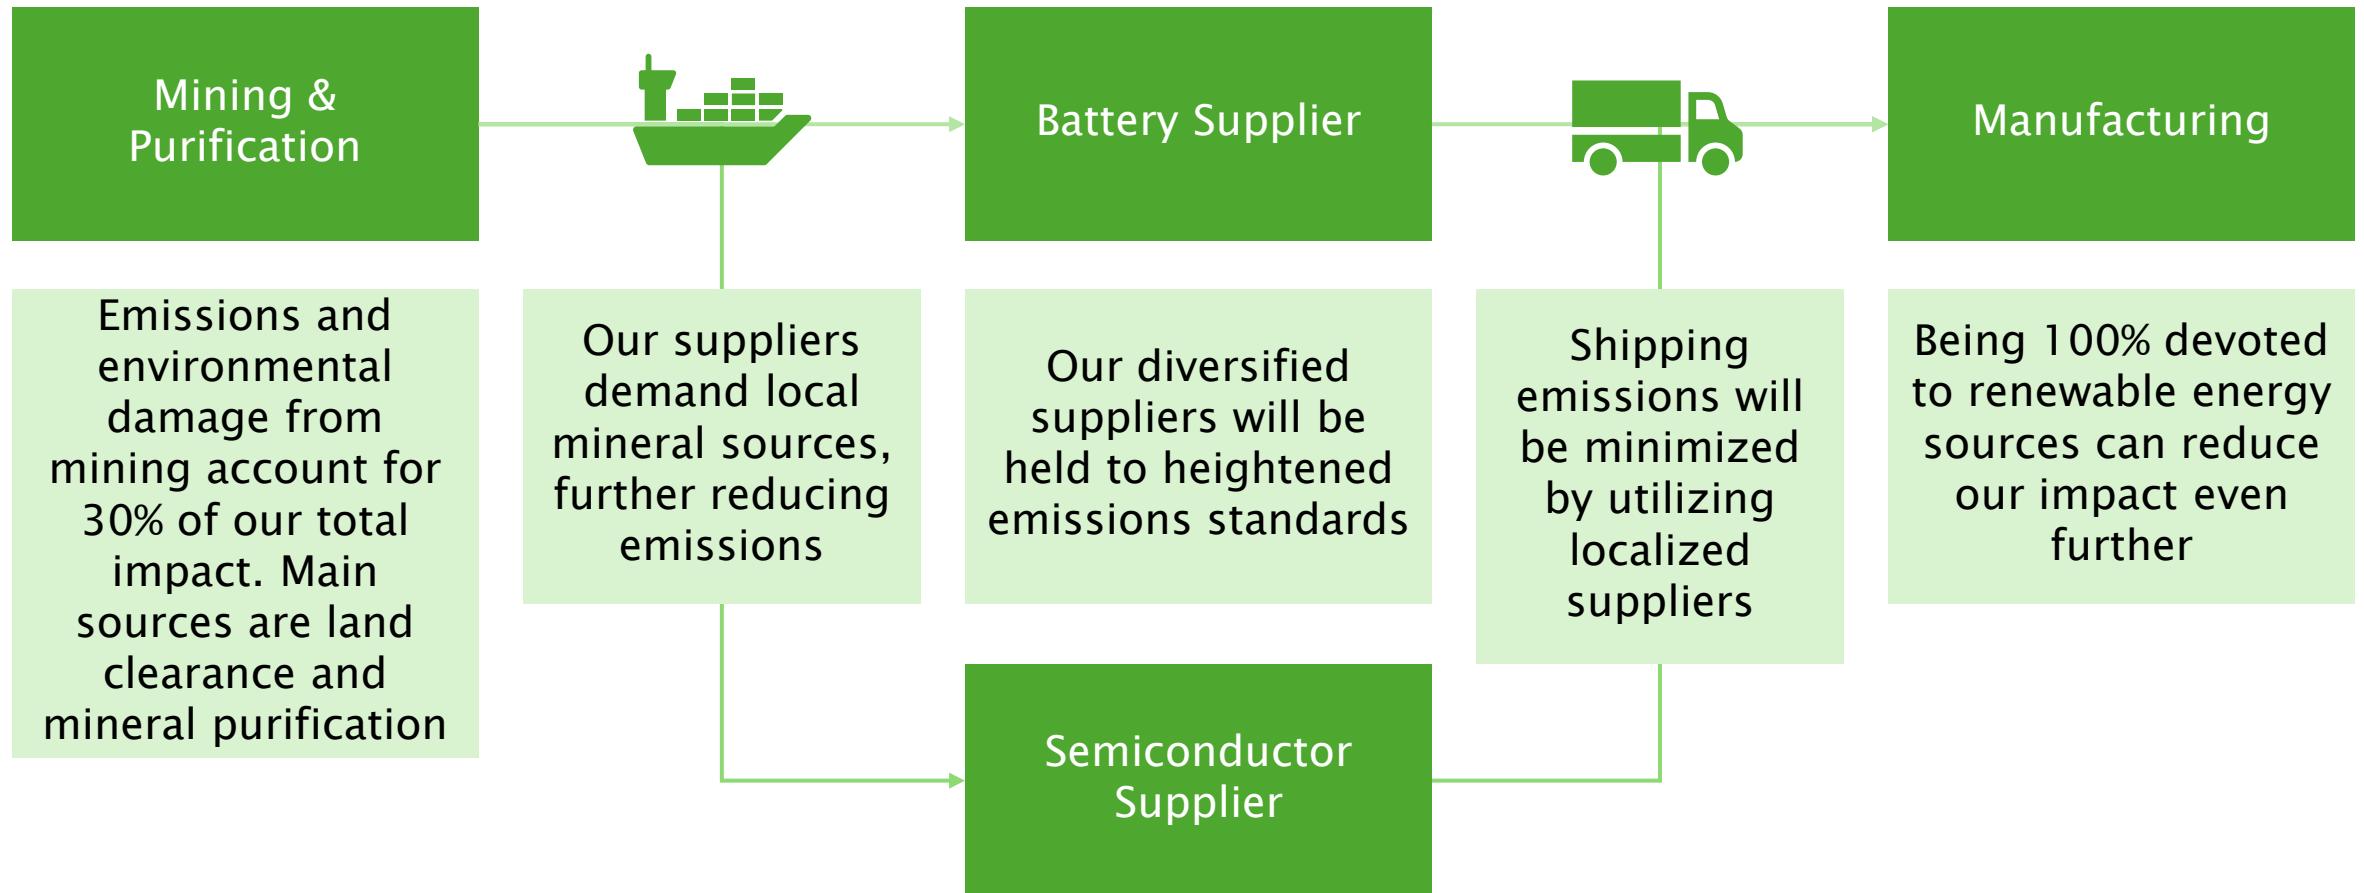 Mining &
Purification
Battery Supplier
Manufacturing
Emissions and
environmental
damage from
mining account for
30% of our total
impact. Main
sources are land
clearance and
mineral purification
Our suppliers
demand local
mineral sources,
further reducing
emissions
Our diversified
suppliers will be
held to heightened
emissions standards
Shipping
emissions will
be minimized
by utilizing
localized
suppliers
Being 100% devoted
to renewable energy
sources can reduce
our impact even
further
Semiconductor
Supplier